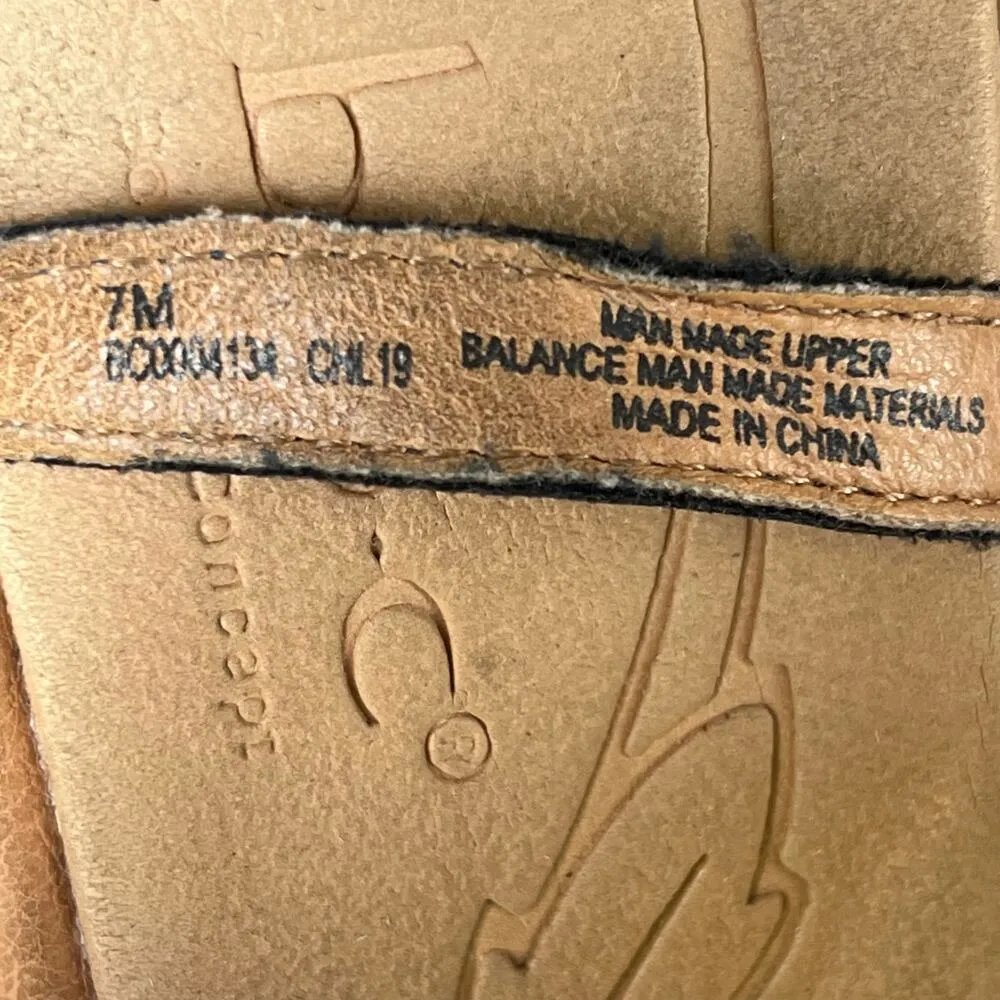 7M
BC0004134 CHL19
MAN MADE UPPER
BALANCE MAN MADE MATERIALS
MADE IN CHINA
b.
c®
concept